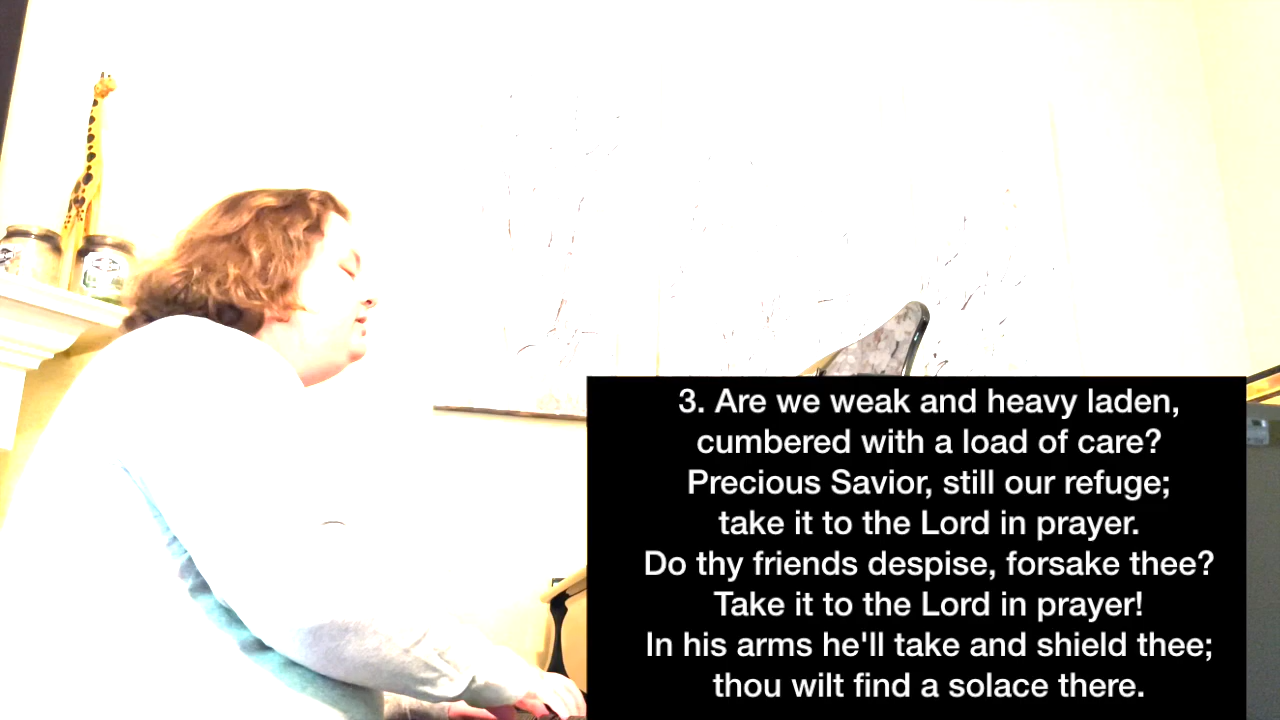 3. Are we weak and heavy laden,
cumbered with a load of care?
Precious Savior, still our refuge;
take it to the Lord in prayer.
Do thy friends despise, forsake thee?
Take it to the Lord in prayer!
In his arms he'll take and shield thee;
thou wilt find a solace there.